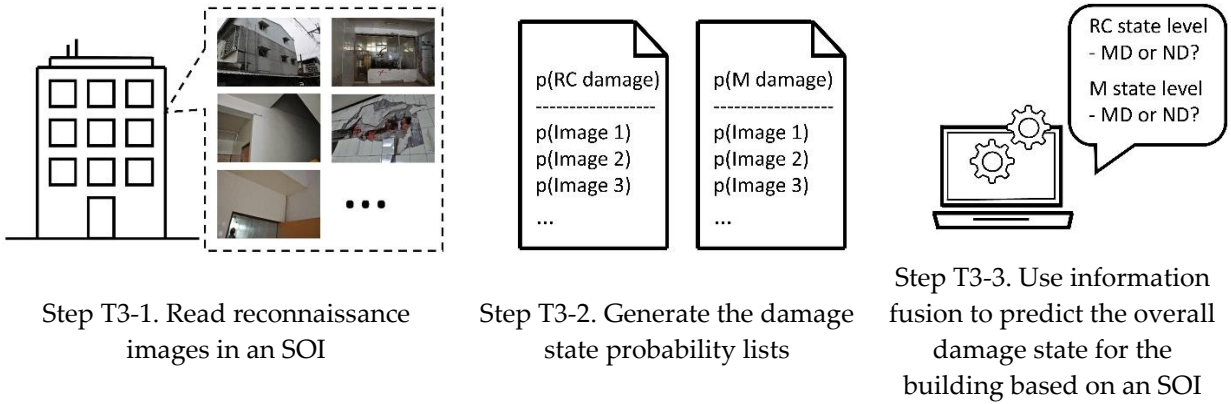 p(RC damage)
--------------------
p(Image 1)
p(Image 2)
p(Image 3)
...
p(M damage)
--------------------
p(Image 1)
p(Image 2)
p(Image 3)
...
RC state level
- MD or ND?
M state level
- MD or ND?
Step T3-1. Read reconnaissance
images in an SOI
Step T3-2. Generate the damage
state probability lists
Step T3-3. Use information
fusion to predict the overall
damage state for the
building based on an SOI